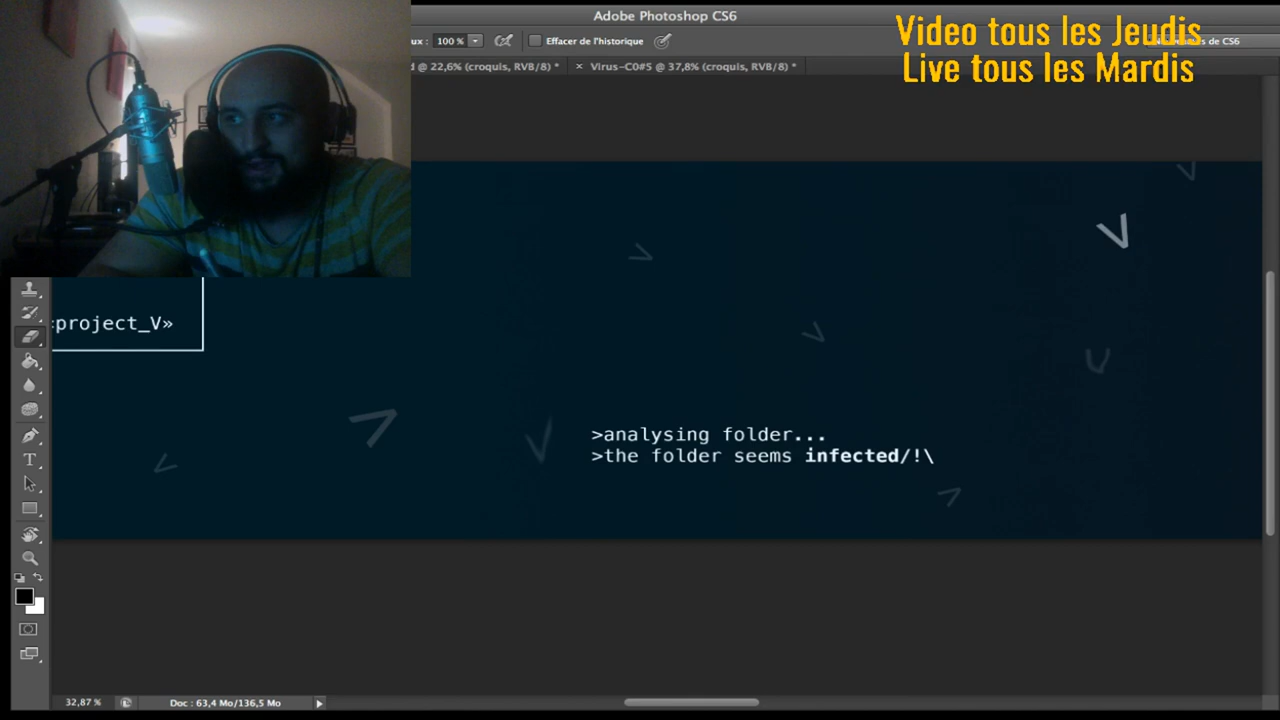 Adobe Photoshop CS6
ux : 100 % Effacer de l'historique
de CS6
Video tous les Jeudis
Live tous les Mardis
d @ 22,6% (croquis, RVB/8) * × Virus-C0#5 @ 37,8% (croquis, RVB/8) *
V
project_V»
>analysing folder...
>the folder seems infected/!\
32,87 % Doc : 63,4 Mo/136,5 Mo